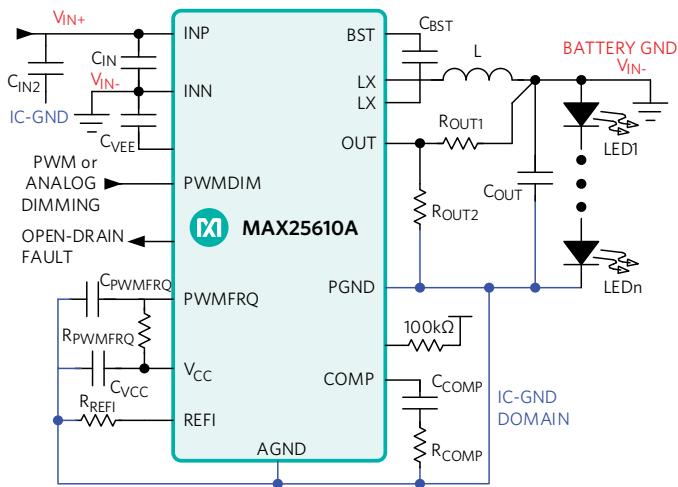 VIN+
CIN
CIN2
VIN-
IC-GND
CVEE
PWM or
ANALOG
DIMMING
OPEN-DRAIN
FAULT
CPWMFRQ
RPWMFRQ
CVCC
RREFI
INP
INN
PWMDIM
MAX25610A
PWMFRQ
VCC
REFI
AGND
BST
LX
LX
OUT
PGND
COMP
CBST
L
BATTERY GND
VIN-
ROUT1
ROUT2
COUT
LED1
LEDn
100kΩ
CCOMP
RCOMP
IC-GND
DOMAIN